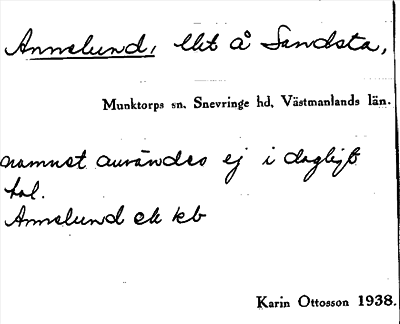 Annelund, lht å Sandsta,
Munktorps sn. Snevringe hd, Västmanlands län.
namnet användes ej i dagligt
tal.
Annelund ek kb
Karin Ottosson 1938.